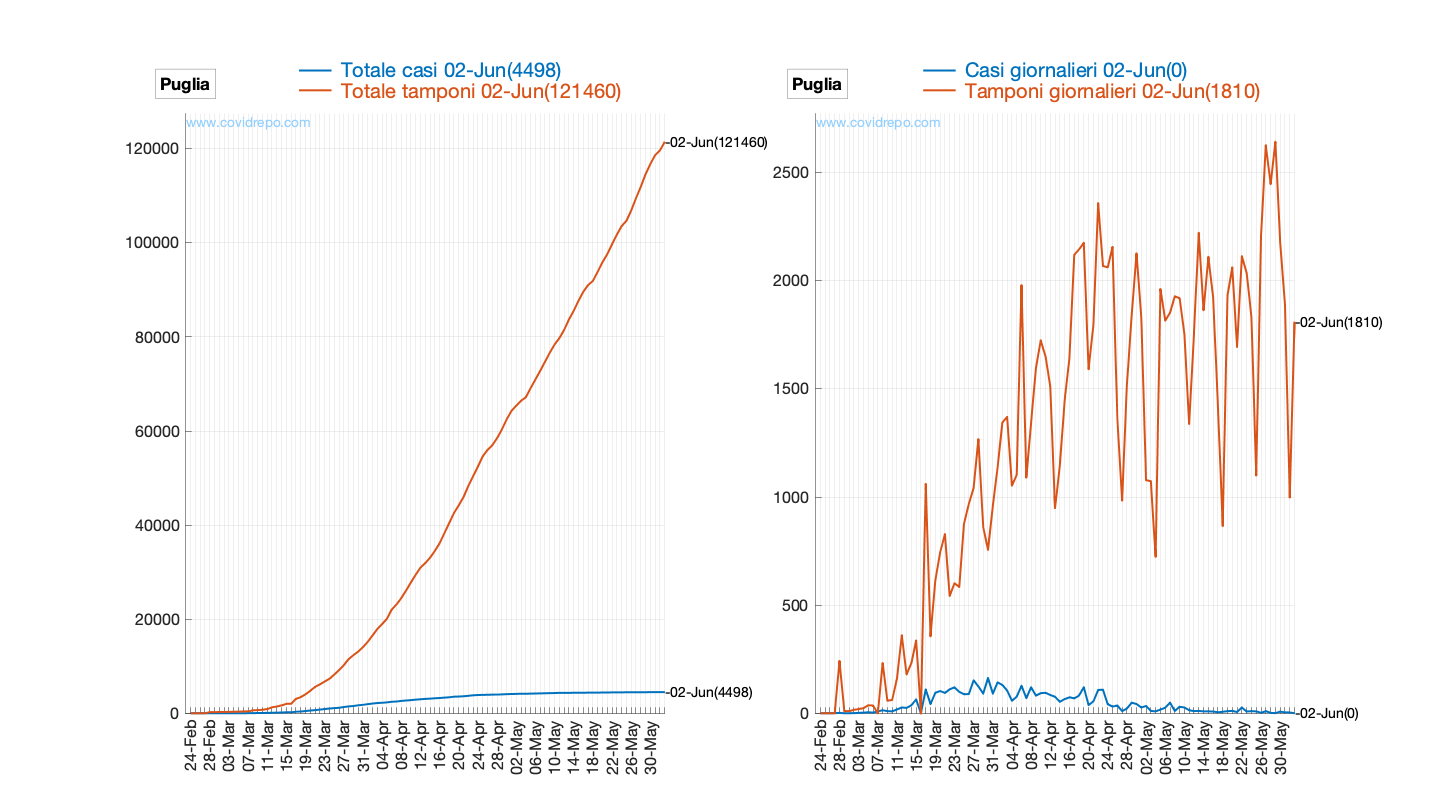 Puglia
Totale casi 02-Jun(4498)
Totale tamponi 02-Jun(121460)
www.covidrepo.com
120000
100000
80000
60000
40000
20000
0
02-Jun(121460)
02-Jun(4498)
24-Feb
28-Feb
03-Mar
07-Mar
11-Mar
15-Mar
19-Mar
23-Mar
27-Mar
31-Mar
04-Apr
08-Apr
12-Apr
16-Apr
20-Apr
24-Apr
28-Apr
02-May
06-May
10-May
14-May
18-May
22-May
26-May
30-May
Puglia
Casi giornalieri 02-Jun(0)
Tamponi giornalieri 02-Jun(1810)
www.covidrepo.com
2500
2000
1500
1000
500
0
02-Jun(1810)
02-Jun(0)
24-Feb
28-Feb
03-Mar
07-Mar
11-Mar
15-Mar
19-Mar
23-Mar
27-Mar
31-Mar
04-Apr
08-Apr
12-Apr
16-Apr
20-Apr
24-Apr
28-Apr
02-May
06-May
10-May
14-May
18-May
22-May
26-May
30-May